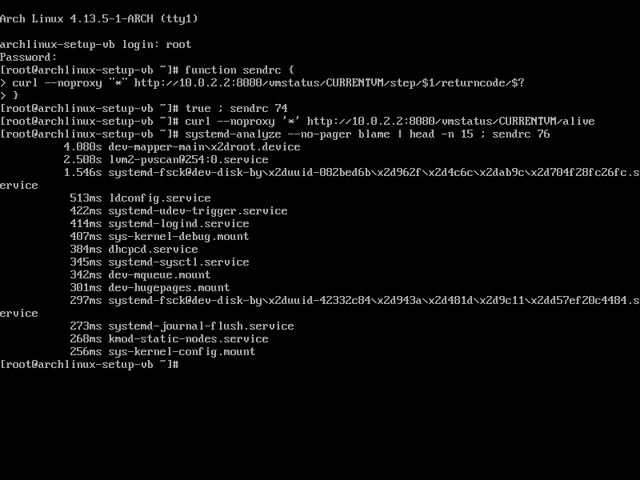 Arch Linux 4.13.5-1-ARCH (tty1)
archlinux-setup-vb login: root
Password:
[root@archlinux-setup-vb ~]# function sendrc {
> curl --noproxy "*" http://10.0.2.2:8080/vmstatus/CURRENTVM/step/$1/returncode/$?
> }
[root@archlinux-setup-vb ~]# true ; sendrc 74
[root@archlinux-setup-vb ~]# curl --noproxy '*' http://10.0.2.2:8080/vmstatus/CURRENTVM/alive
[root@archlinux-setup-vb ~]# systemd-analyze --no-pager blame | head -n 15 ; sendrc 76
4.080s dev-mapper-main\x2droot.device
2.508s lvm2-pvscan@254:0.service
1.546s systemd-fsck@dev-disk-by\x2duuid-082bed6b\x2d962f\x2d4c6c\x2dab9c\x2d704f28fc26fc.s
ervice
513ms ldconfig.service
422ms systemd-udev-trigger.service
414ms systemd-logind.service
407ms sys-kernel-debug.mount
384ms dhcpcd.service
345ms systemd-sysctl.service
342ms dev-mqueue.mount
301ms dev-hugepages.mount
297ms systemd-fsck@dev-disk-by\x2duuid-42332c84\x2d943a\x2d481d\x2d9c11\x2dd57ef20c4484.s
ervice
273ms systemd-journal-flush.service
268ms kmod-static-nodes.service
256ms sys-kernel-config.mount
[root@archlinux-setup-vb ~]#